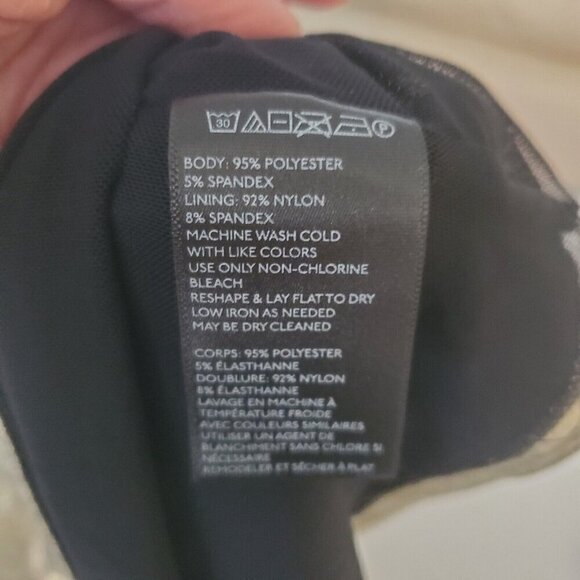 30 P
BODY: 95% POLYESTER
5% SPANDEX
LINING: 92% NYLON
8% SPANDEX
MACHINE WASH COLD
WITH LIKE COLORS
USE ONLY NON-CHLORINE
BLEACH
RESHAPE & LAY FLAT TO DRY
LOW IRON AS NEEDED
MAY BE DRY CLEANED
CORPS: 95% POLYESTER
5% ÉLASTHANNE
DOUBLURE: 92% NYLON
8% ÉLASTHANNE
LAVAGE EN MACHINE À
TEMPÉRATURE FROIDE
AVEC COULEURS SIMILAIRES
UTILISER UN AGENT DE
BLANCHIMENT SANS CHLORE SI
NÉCESSAIRE
REMODELER ET SÉCHER À PLAT